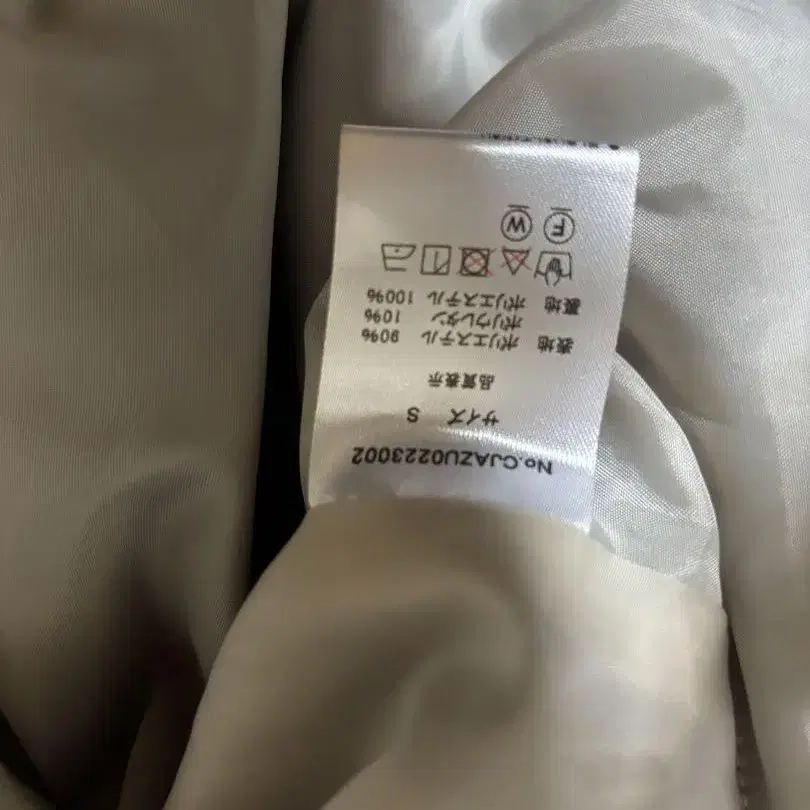 No.CJAZU0223002
サイズ S
品質表示
表地 ポリエステル 90%
ポリウレタン 10%
裏地 ポリエステル 100%
F W